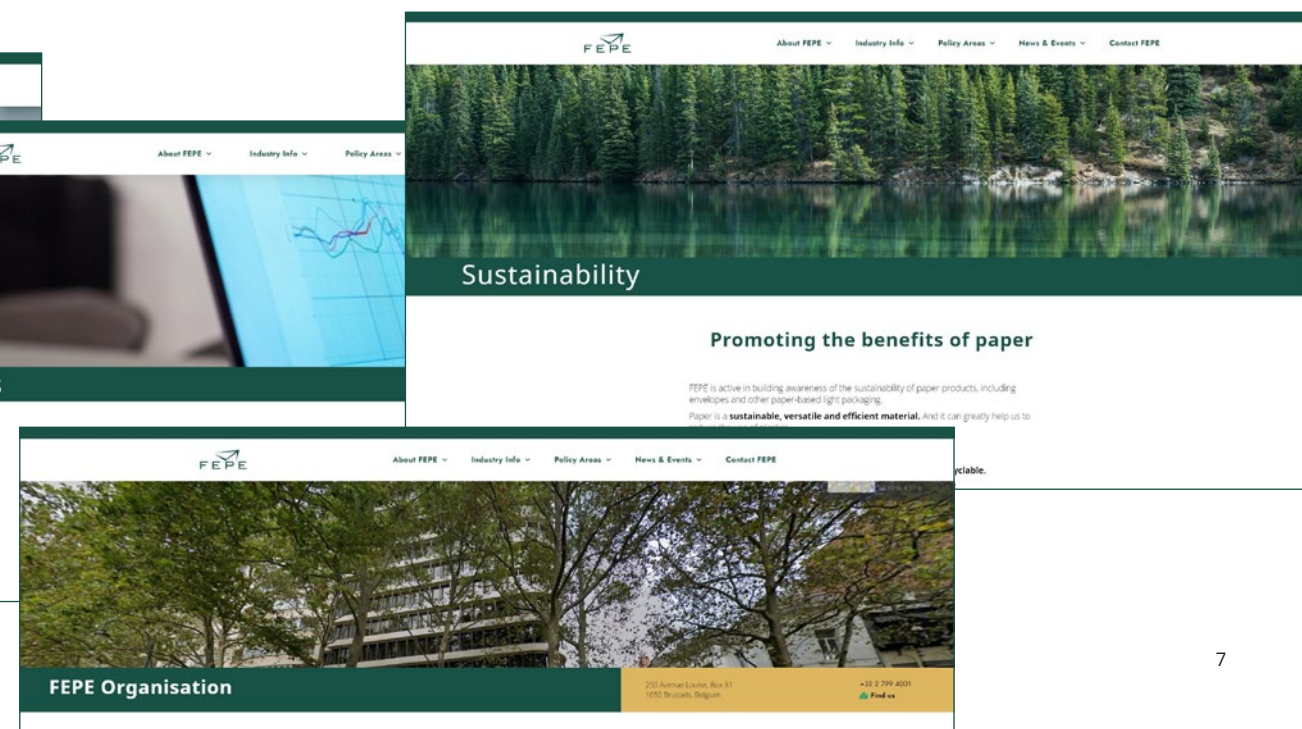 FEPE
About FEPE
Industry Info
Policy Areas
News & Events
Contact FEPE
Sustainability
Promoting the benefits of paper
FEPE is active in building awareness of the sustainability of paper products, including
envelopes and other paper-based light packaging.
Paper is a sustainable, versatile and efficient material. And it can greatly help us to
yclable.
PE
About FEPE
Industry Info
Policy Areas
s
FEPE
About FEPE
Industry Info
Policy Areas
News & Events
Contact FEPE
FEPE Organisation
250 Avenue Louise, Box 81
1050 Brussels, Belgium
+32 2 799 4001
Find us
7